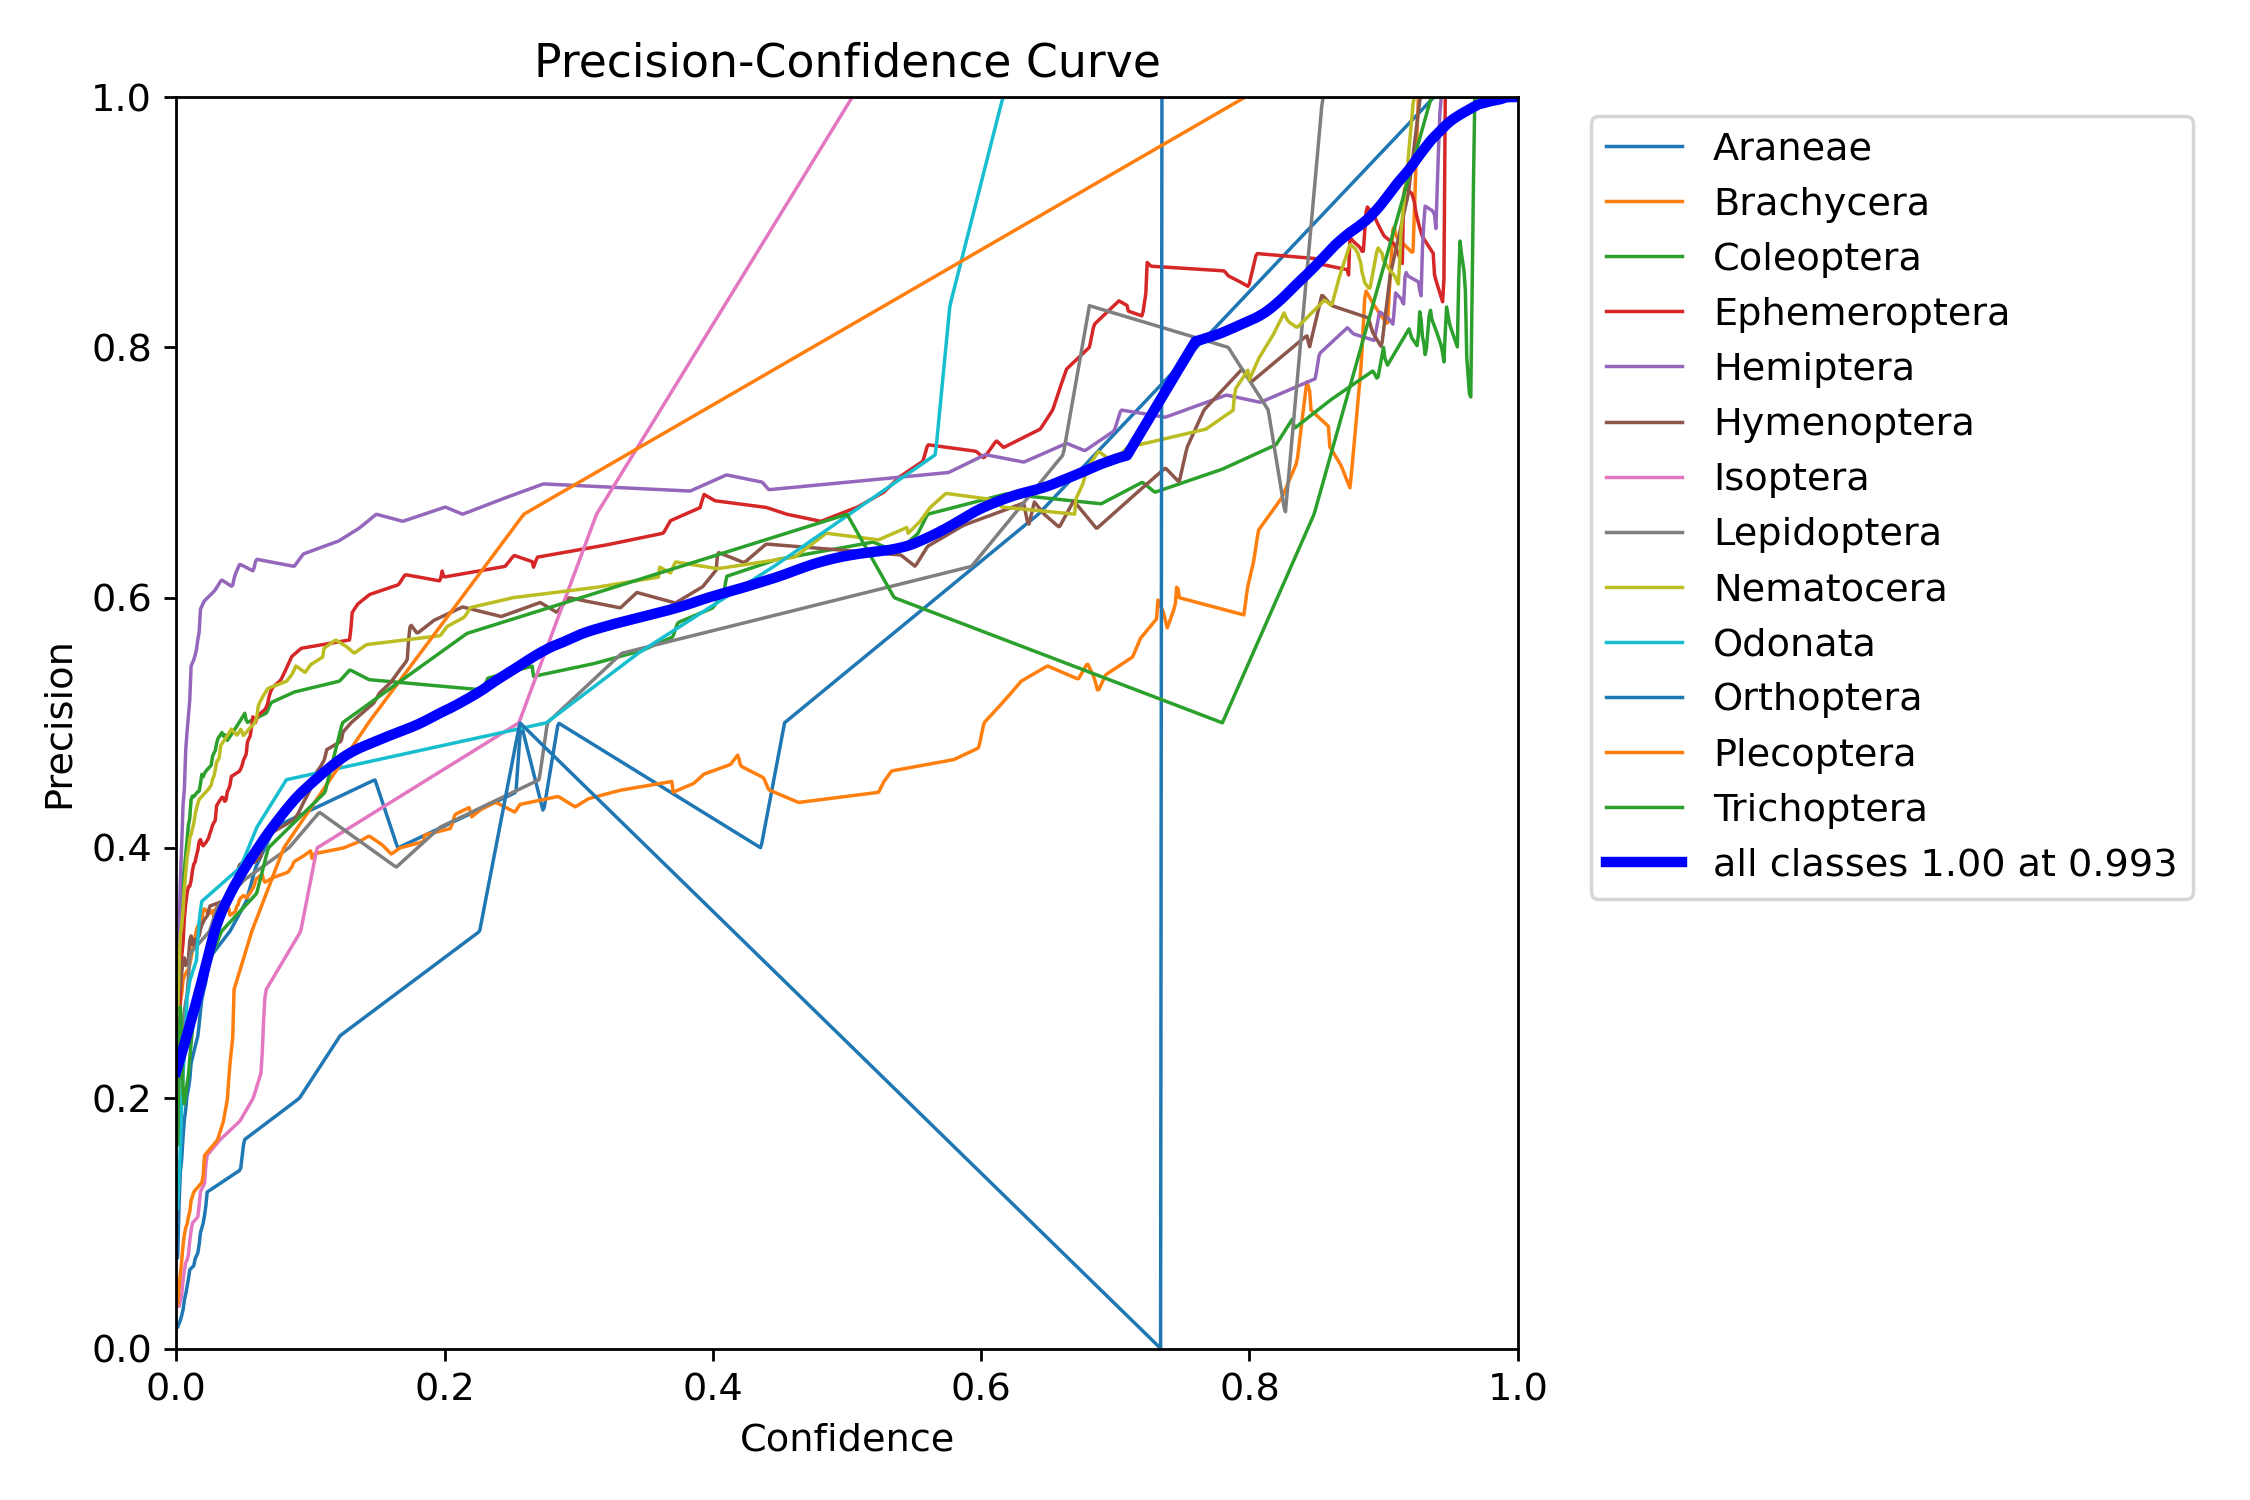 Precision-Confidence Curve
1.0
0.8
0.6
0.4
0.2
0.0
Precision
0.0 0.2 0.4 0.6 0.8 1.0
Confidence
Araneae
Brachycera
Coleoptera
Ephemeroptera
Hemiptera
Hymenoptera
Isoptera
Lepidoptera
Nematocera
Odonata
Orthoptera
Plecoptera
Trichoptera
all classes 1.00 at 0.993